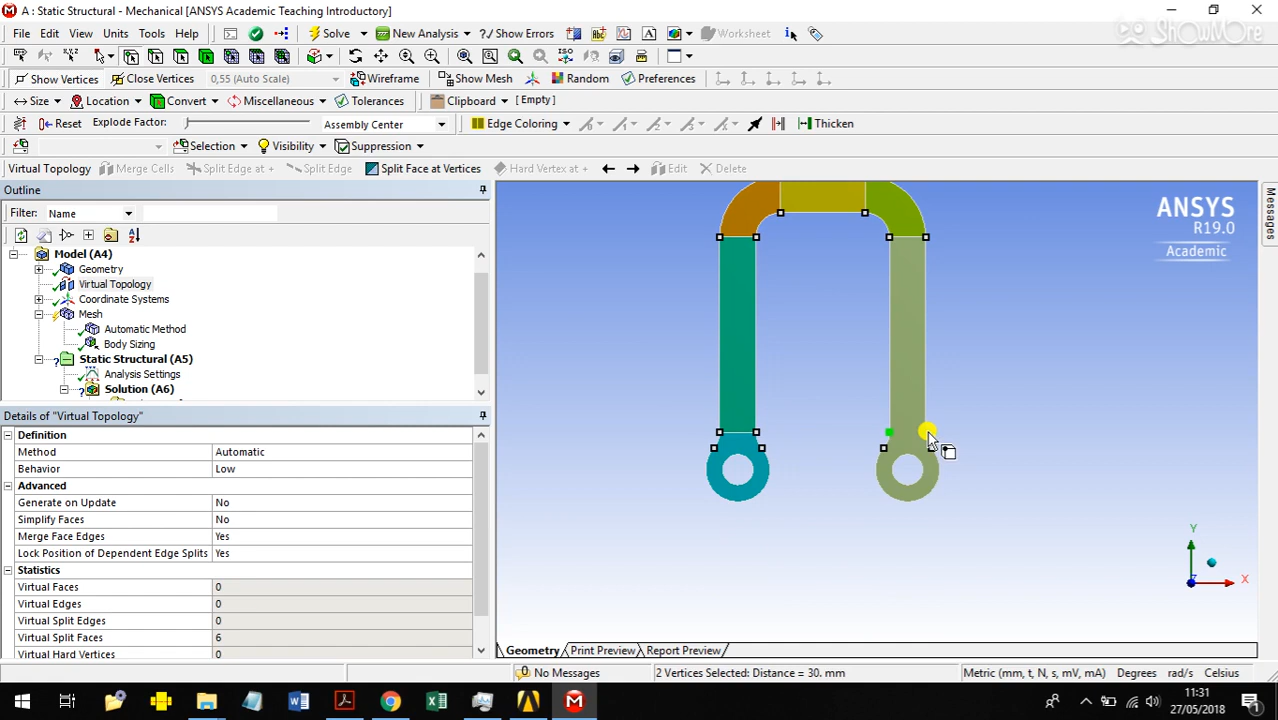 A : Static Structural - Mechanical [ANSYS Academic Teaching Introductory]
ShowMore
File Edit View Units Tools Help Solve New Analysis ?/ Show Errors Worksheet
Show Vertices Close Vertices 0,55 (Auto Scale) Wireframe Show Mesh Random Preferences
Size Location Convert Miscellaneous Tolerances Clipboard [ Empty ]
Reset Explode Factor: Assembly Center Edge Coloring Thicken
Selection Visibility Suppression
Virtual Topology Merge Cells Split Edge at + Split Edge Split Face at Vertices Hard Vertex at + Edit Delete
Outline
Filter: Name
Model (A4)
Geometry
Virtual Topology
Coordinate Systems
Mesh
Automatic Method
Body Sizing
Static Structural (A5)
Analysis Settings
Solution (A6)
Details of "Virtual Topology"
Definition
Method Automatic
Behavior Low
Advanced
Generate on Update No
Simplify Faces No
Merge Face Edges Yes
Lock Position of Dependent Edge Splits Yes
Statistics
Virtual Faces 0
Virtual Edges 0
Virtual Split Edges 0
Virtual Split Faces 6
Virtual Hard Vertices 0
ANSYS
R19.0
Academic
Messages
Y
X
Z
Geometry Print Preview Report Preview
No Messages 2 Vertices Selected: Distance = 30. mm Metric (mm, t, N, s, mV, mA) Degrees rad/s Celsius
11:31
27/05/2018